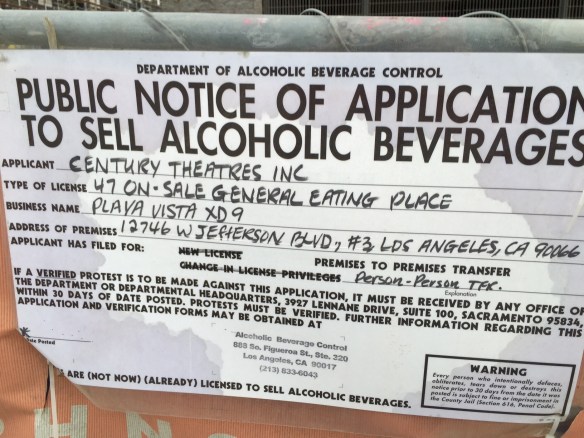 DEPARTMENT OF ALCOHOLIC BEVERAGE CONTROL
PUBLIC NOTICE OF APPLICATION
TO SELL ALCOHOLIC BEVERAGES
APPLICANT CENTURY THEATRES INC
TYPE OF LICENSE 47 ON-SALE GENERAL EATING PLACE
BUSINESS NAME PLAYA VISTA XD9
ADDRESS OF PREMISES 12746 W JEFFERSON BLVD, #3, LOS ANGELES, CA 90066
APPLICANT HAS FILED FOR: NEW LICENSE PREMISES TO PREMISES TRANSFER
CHANGE IN LICENSE PRIVILEGES Person-Person TFR.
Explanation
IF A VERIFIED PROTEST IS TO BE MADE AGAINST THIS APPLICATION, IT MUST BE RECEIVED BY ANY OFFICE OF
THE DEPARTMENT OR DEPARTMENTAL HEADQUARTERS, 3927 LENNANE DRIVE, SUITE 100, SACRAMENTO 95834,
WITHIN 30 DAYS OF DATE POSTED. PROTESTS MUST BE VERIFIED. FURTHER INFORMATION REGARDING THIS
APPLICATION AND VERIFICATION FORMS MAY BE OBTAINED AT
Alcoholic Beverage Control
888 So. Figueroa St., Ste. 320
Los Angeles, CA 90017
(213) 833-6043
Date Posted
ARE (NOT NOW) (ALREADY) LICENSED TO SELL ALCOHOLIC BEVERAGES.
WARNING
Every person who intentionally defaces,
obliterates, tears down or destroys this
notice prior to 30 days from the date it was
posted is subject to fine or imprisonment in
the County Jail (Section 616, Penal Code).